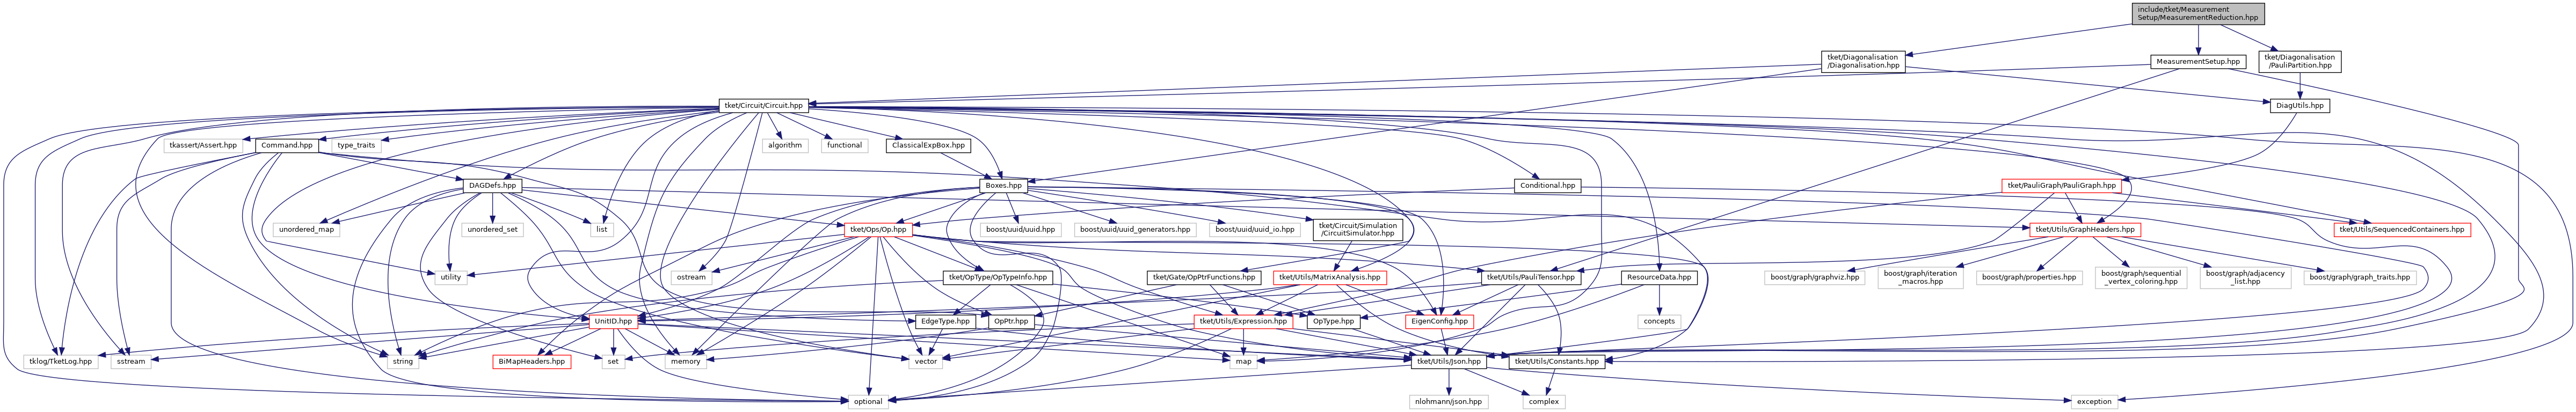 include/tket/Measurement
Setup/MeasurementReduction.hpp
tket/Diagonalisation
/Diagonalisation.hpp
MeasurementSetup.hpp
tket/Diagonalisation
/PauliPartition.hpp
tket/Circuit/Circuit.hpp
DiagUtils.hpp
tkassert/Assert.hpp
Command.hpp
type_traits
algorithm
functional
ClassicalExpBox.hpp
DAGDefs.hpp
Boxes.hpp
Conditional.hpp
tket/PauliGraph/PauliGraph.hpp
unordered_map
unordered_set
list
tket/Ops/Op.hpp
boost/uuid/uuid.hpp
boost/uuid/uuid_generators.hpp
boost/uuid/uuid_io.hpp
tket/Circuit/Simulation
/CircuitSimulator.hpp
tket/Utils/GraphHeaders.hpp
tket/Utils/SequencedContainers.hpp
utility
ostream
tket/OpType/OpTypeInfo.hpp
tket/Gate/OpPtrFunctions.hpp
tket/Utils/MatrixAnalysis.hpp
tket/Utils/PauliTensor.hpp
ResourceData.hpp
boost/graph/graphviz.hpp
boost/graph/iteration
_macros.hpp
boost/graph/properties.hpp
boost/graph/sequential
_vertex_coloring.hpp
boost/graph/adjacency
_list.hpp
boost/graph/graph_traits.hpp
UnitID.hpp
EdgeType.hpp
OpPtr.hpp
tket/Utils/Expression.hpp
OpType.hpp
EigenConfig.hpp
concepts
tklog/TketLog.hpp
sstream
string
BiMapHeaders.hpp
set
memory
vector
map
tket/Utils/Json.hpp
tket/Utils/Constants.hpp
optional
nlohmann/json.hpp
complex
exception